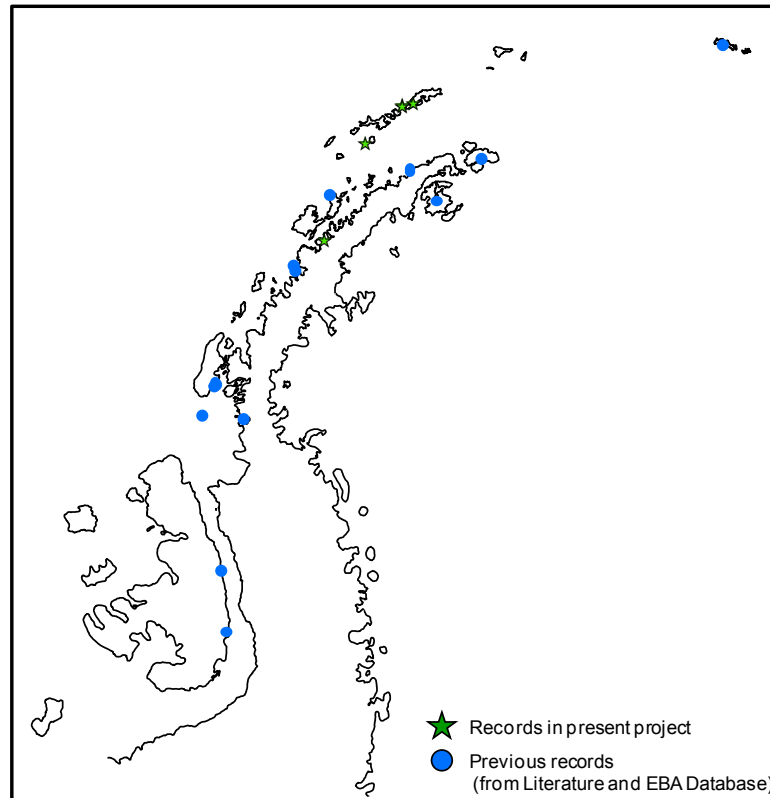 Records in present project
Previous records
(from Literature and EBA Database)